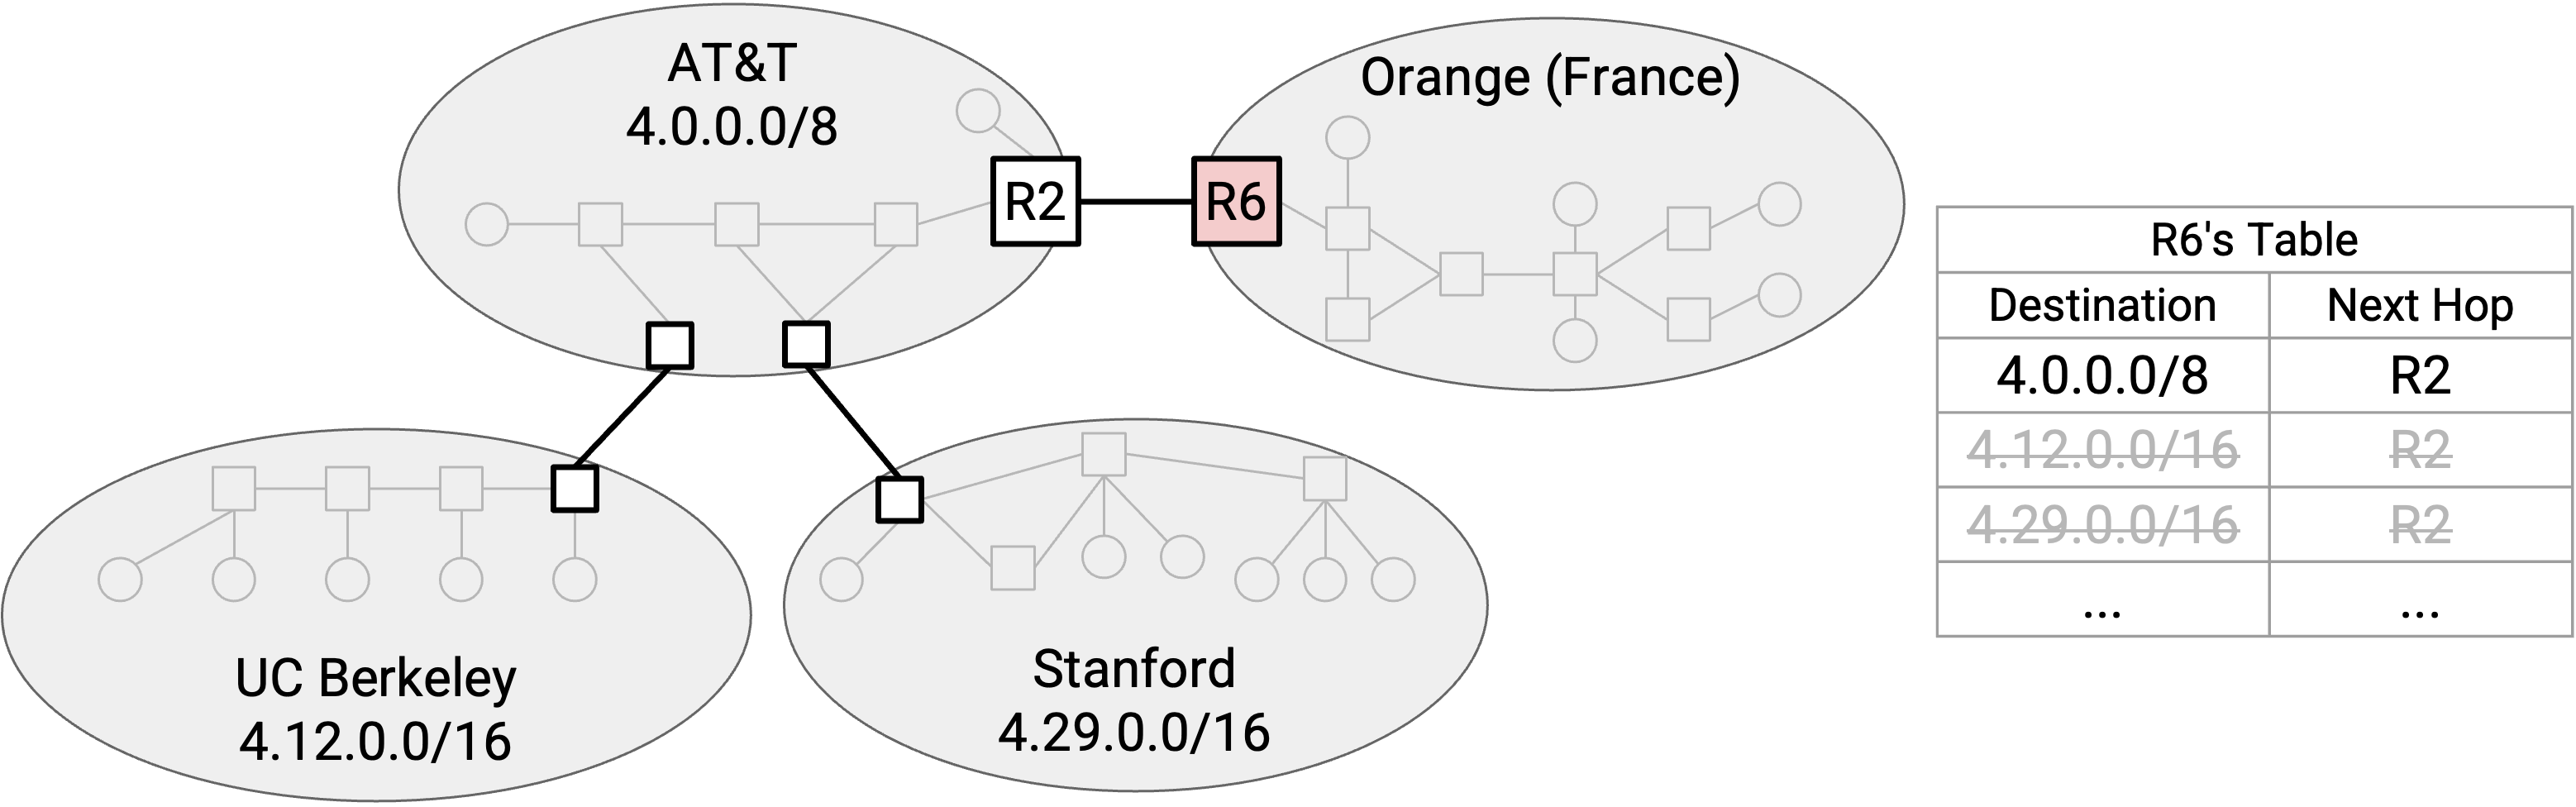 AT&T
4.0.0.0/8
Orange (France)
R2
R6
UC Berkeley
4.12.0.0/16
Stanford
4.29.0.0/16
R6's Table
Destination Next Hop
4.0.0.0/8 R2
4.12.0.0/16 R2
4.29.0.0/16 R2
... ...